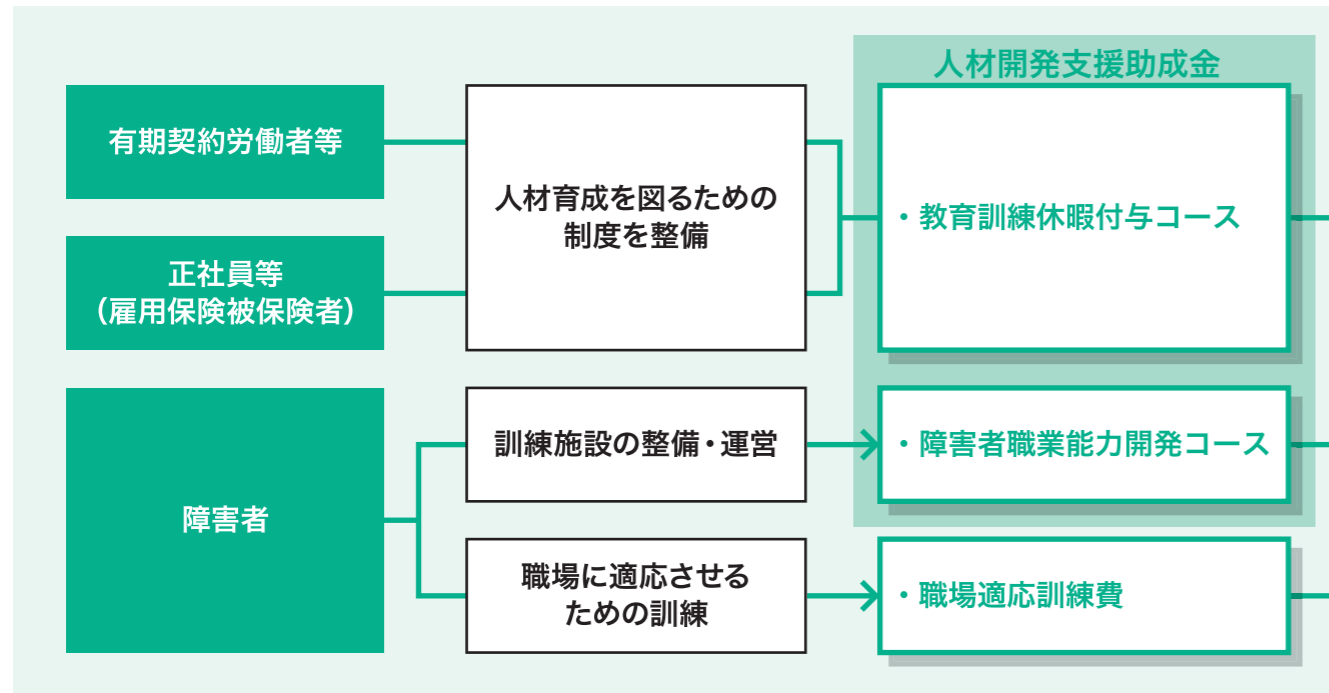 人材開発支援助成金
有期契約労働者等
人材育成を図るための
制度を整備
・教育訓練休暇付与コース
正社員等
（雇用保険被保険者）
障害者
訓練施設の整備・運営
・障害者職業能力開発コース
職場に適応させる
ための訓練
・職場適応訓練費